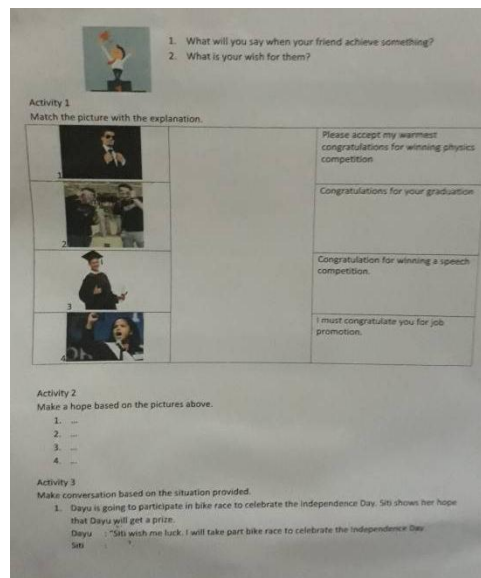 1. What will you say when your friend achieve something?
2. What is your wish for them?
Activity 1
Match the picture with the explanation.
1
Please accept my warmest
congratulations for winning physics
competition
2
Congratulations for your graduation
3
Congratulation for winning a speech
competition.
4
I must congratulate you for job
promotion.
Activity 2
Make a hope based on the pictures above.
1. ...
2. ...
3. ...
4. ...
Activity 3
Make conversation based on the situation provided.
1. Dayu is going to participate in bike race to celebrate the Independence Day. Siti shows her hope
that Dayu will get a prize.
Dayu : "Siti wish me luck. I will take part bike race to celebrate the Independence Day
Siti :